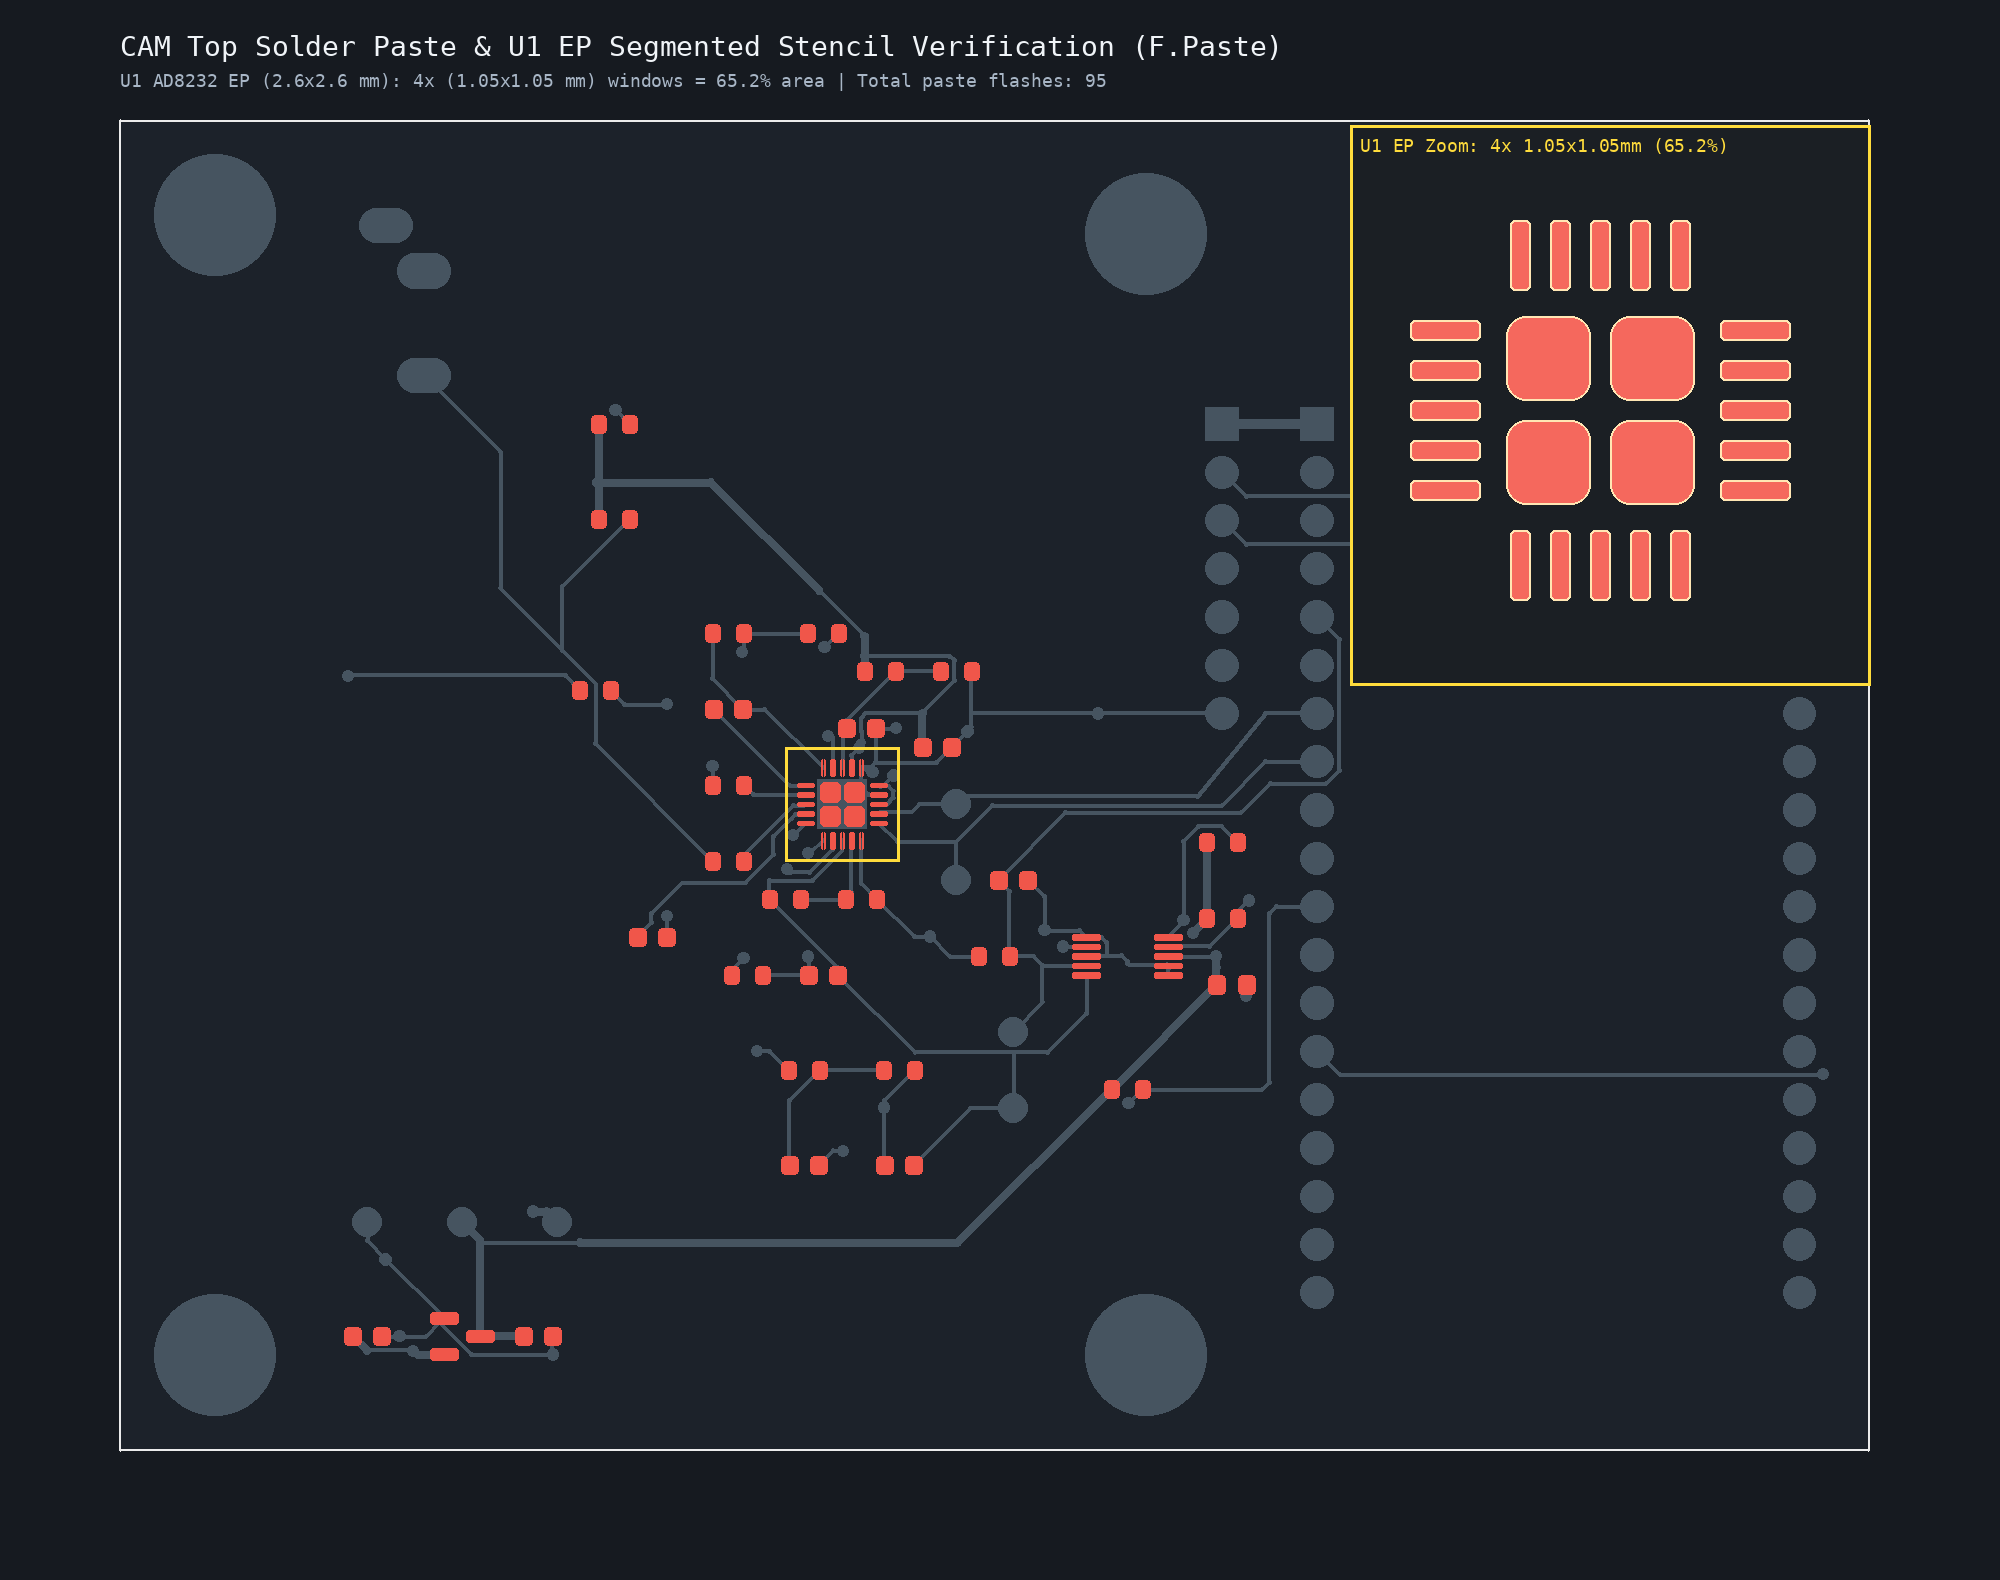 CAM Top Solder Paste & U1 EP Segmented Stencil Verification (F.Paste)
U1 AD8232 EP (2.6x2.6 mm): 4x (1.05x1.05 mm) windows = 65.2% area | Total paste flashes: 95
U1 EP Zoom: 4x 1.05x1.05mm (65.2%)